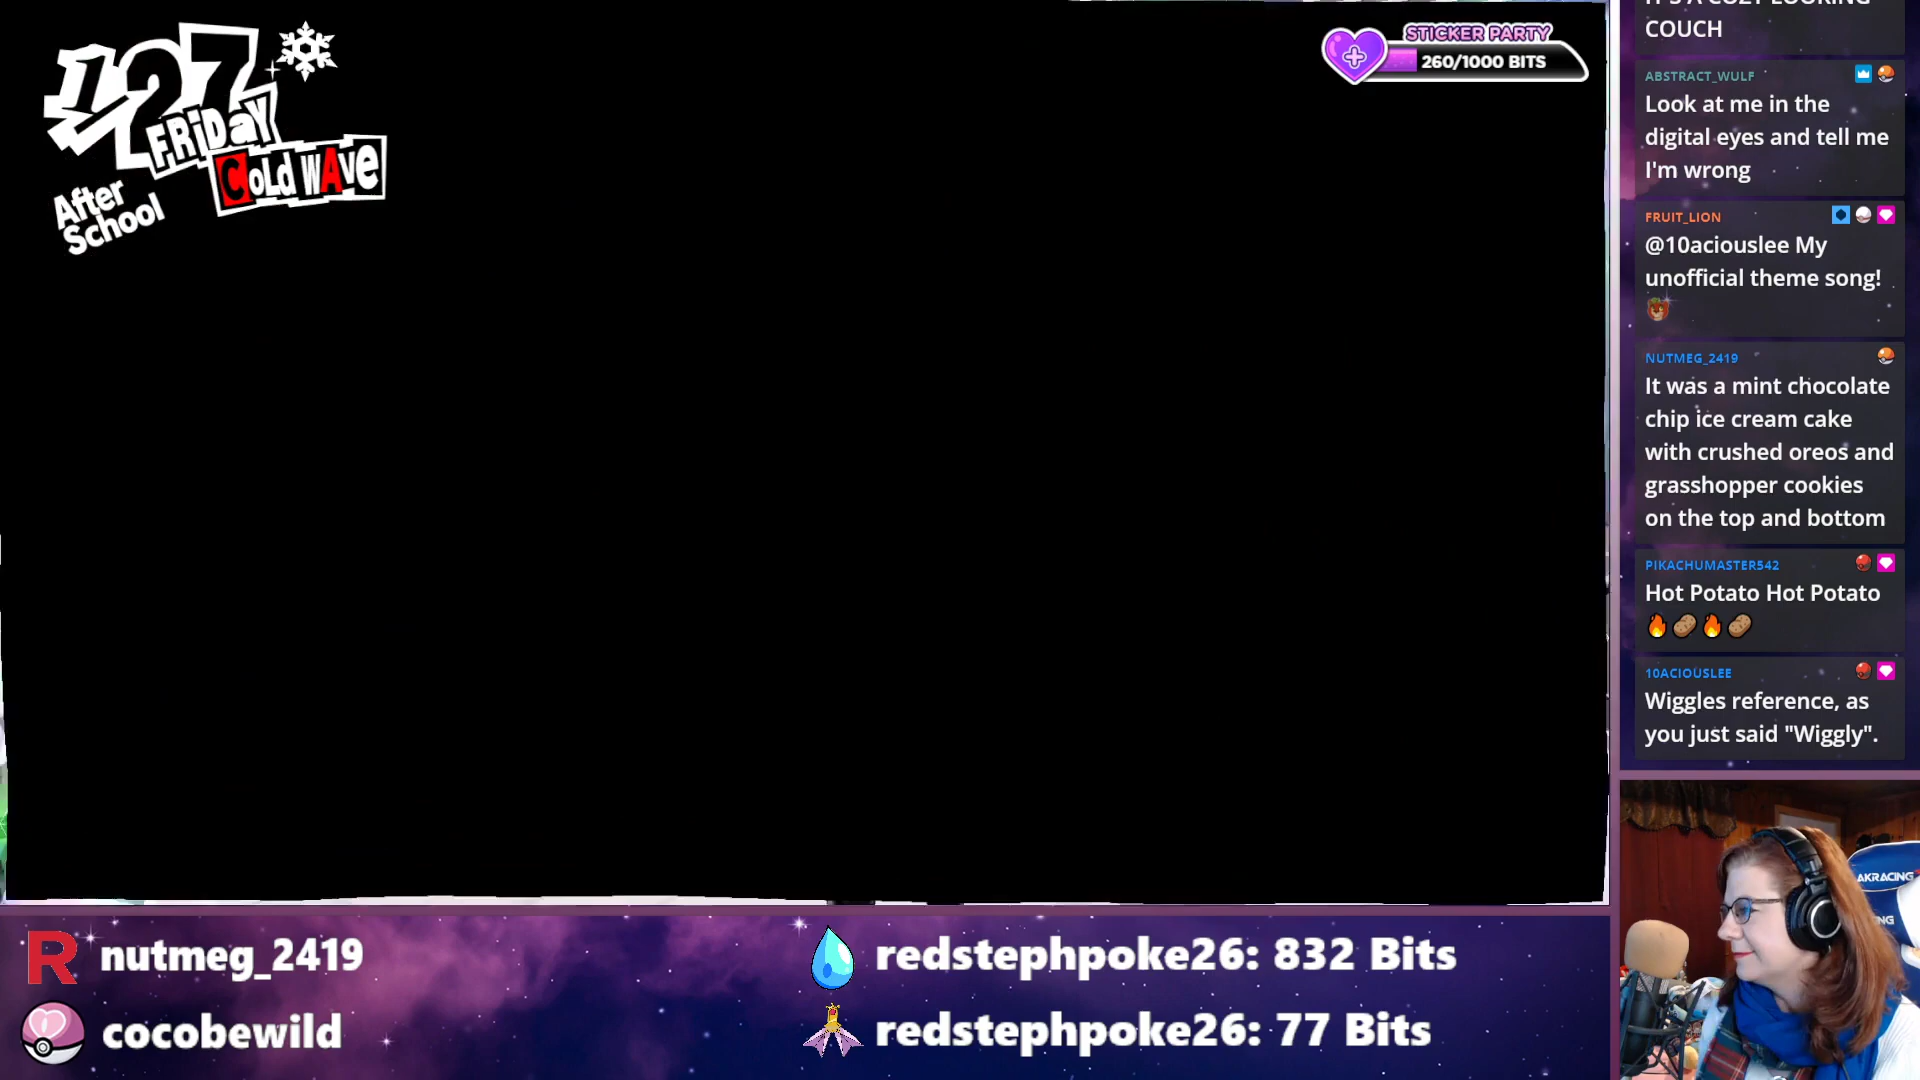 1/27
FRiDaY
CoLd wAve
After
School
STICKER PARTY
260/1000 BITS
COUCH
ABSTRACT_WULF
Look at me in the
digital eyes and tell me
I'm wrong
FRUIT_LION
@10aciouslee My
unofficial theme song!
NUTMEG_2419
It was a mint chocolate
chip ice cream cake
with crushed oreos and
grasshopper cookies
on the top and bottom
PIKACHUMASTER542
Hot Potato Hot Potato
🔥🥔🔥🥔
10ACIOUSLEE
Wiggles reference, as
you just said "Wiggly".
AKRACING
R nutmeg_2419
cocobewild
redstephpoke26: 832 Bits
redstephpoke26: 77 Bits